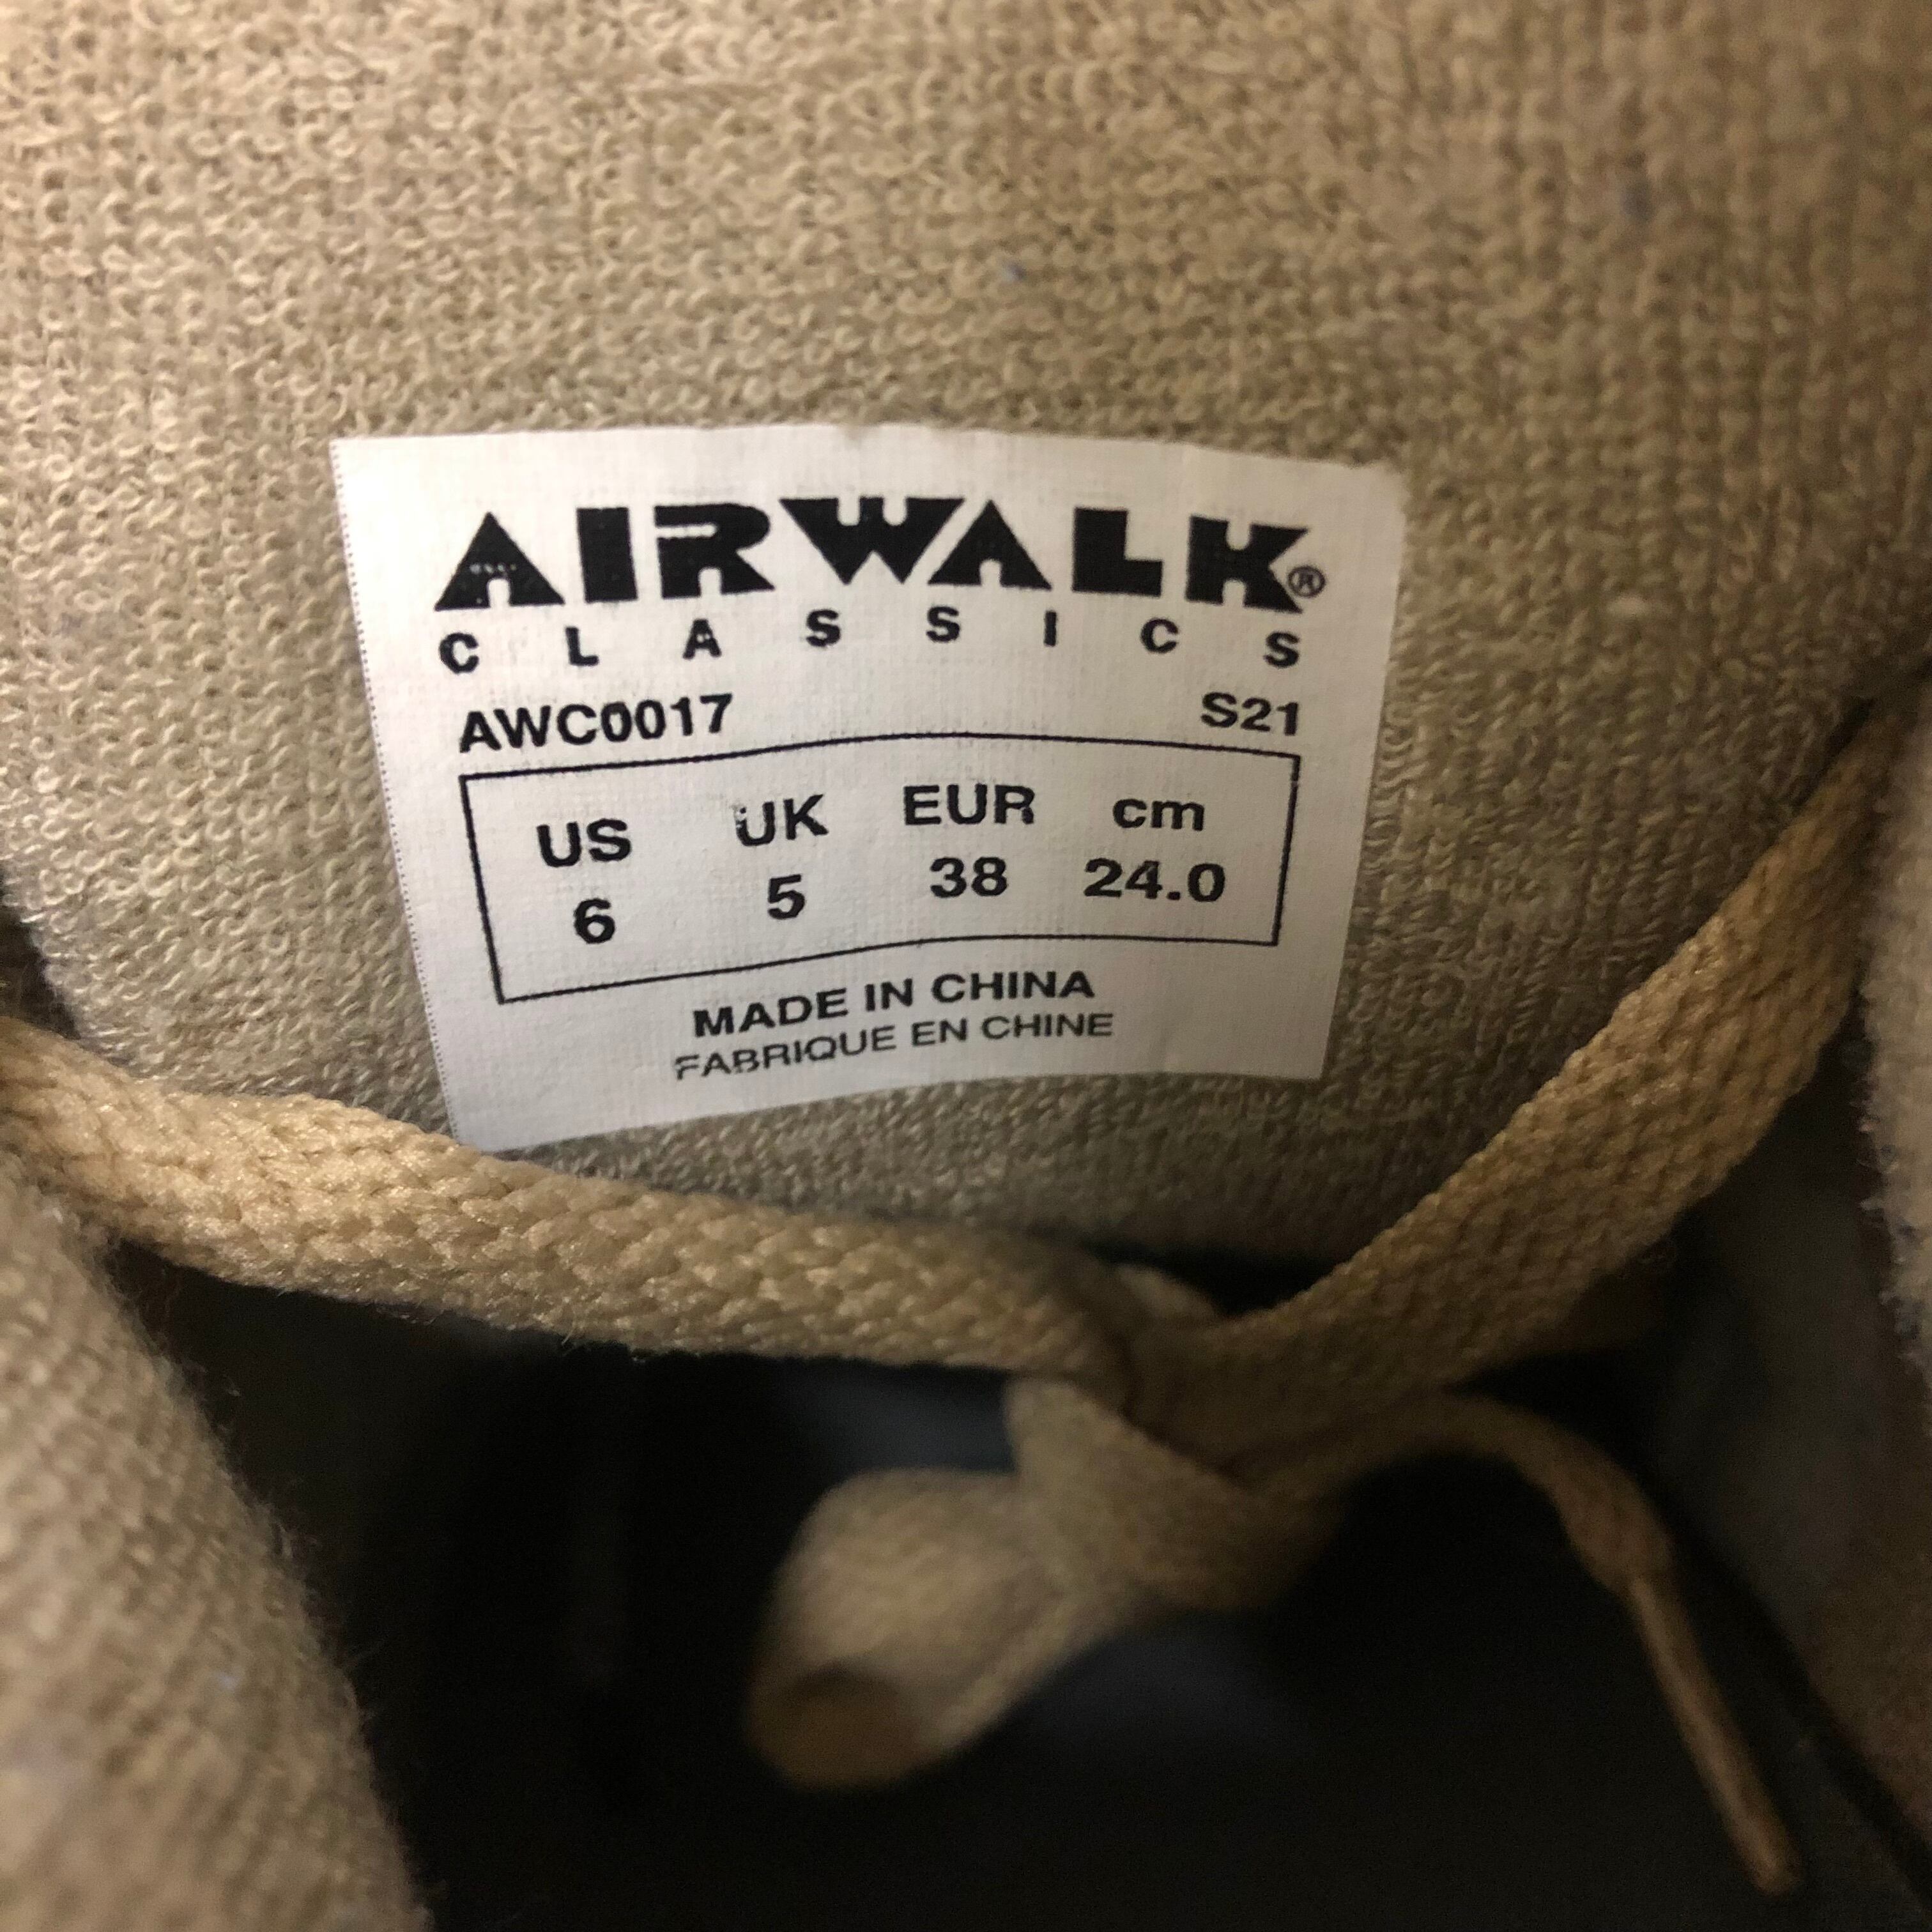 AIRWALK®
CLASSICS
AWC0017 S21
US UK EUR cm
6 5 38 24.0
MADE IN CHINA
FABRIQUE EN CHINE